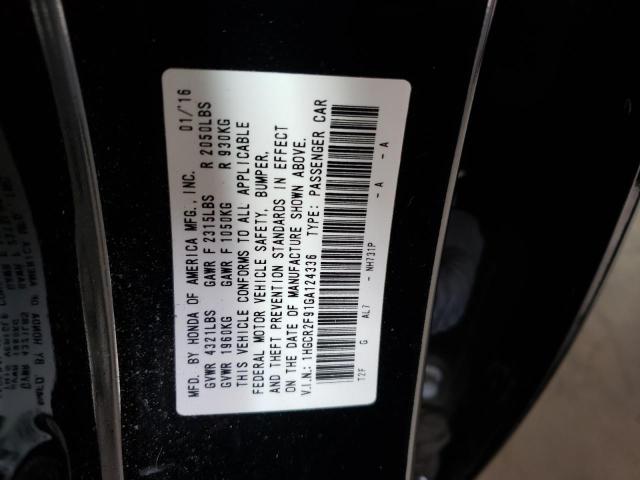 MFD. BY HONDA OF AMERICA MFG., INC. 01/'16
GVWR 4321LBS GAWR F 2315LBS R 2050LBS
GVWR 1960KG GAWR F 1050KG R 930KG
THIS VEHICLE CONFORMS TO ALL APPLICABLE
FEDERAL MOTOR VEHICLE SAFETY, BUMPER,
AND THEFT PREVENTION STANDARDS IN EFFECT
ON THE DATE OF MANUFACTURE SHOWN ABOVE.
V.I.N.: 1HGCR2F91GA124336 TYPE: PASSENGER CAR
T2F G AL7 - NH731P - A - A